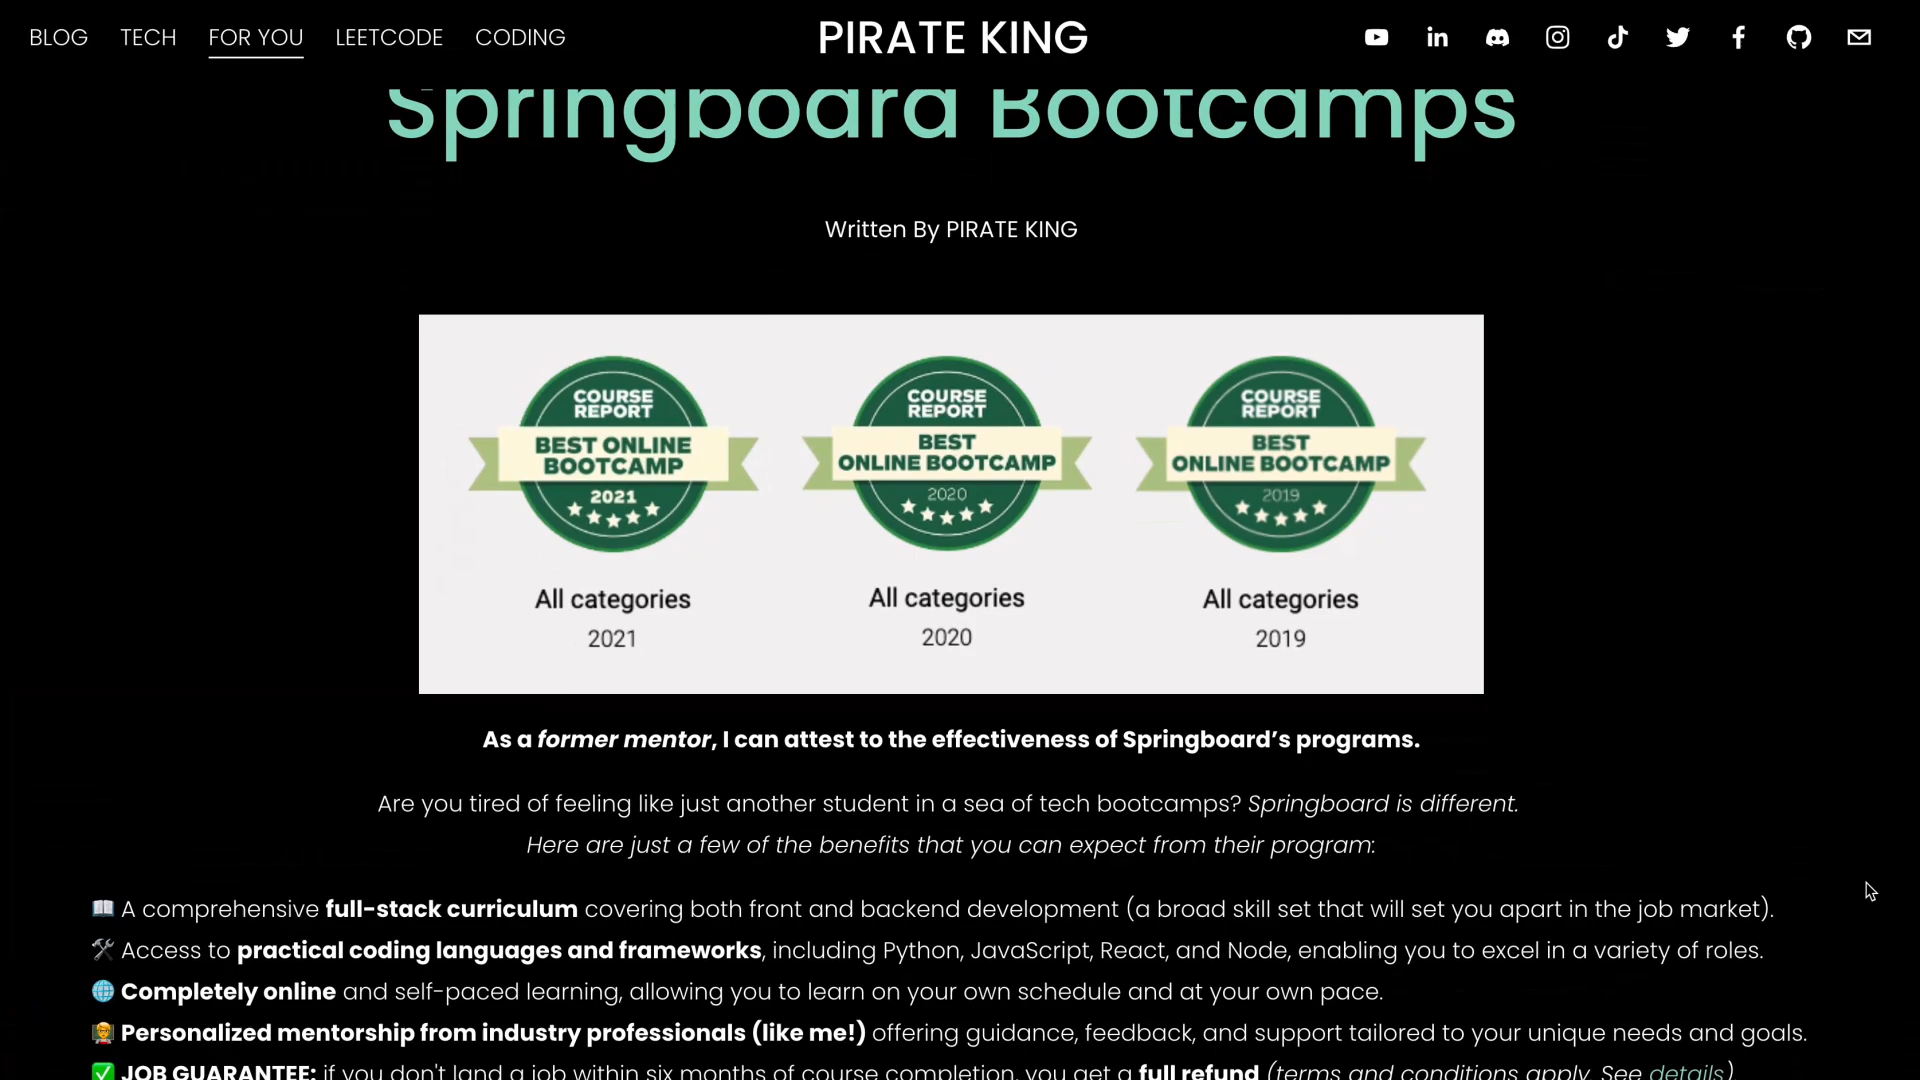 BLOG TECH FOR YOU LEETCODE CODING PIRATE KING
Springboard Bootcamps
Written By PIRATE KING
COURSE REPORT
BEST ONLINE BOOTCAMP
2021
All categories
2021
COURSE REPORT
BEST ONLINE BOOTCAMP
2020
All categories
2020
COURSE REPORT
BEST ONLINE BOOTCAMP
2019
All categories
2019
As a former mentor, I can attest to the effectiveness of Springboard’s programs.
Are you tired of feeling like just another student in a sea of tech bootcamps? Springboard is different.
Here are just a few of the benefits that you can expect from their program:
📖 A comprehensive full-stack curriculum covering both front and backend development (a broad skill set that will set you apart in the job market).
🛠️ Access to practical coding languages and frameworks, including Python, JavaScript, React, and Node, enabling you to excel in a variety of roles.
🌐 Completely online and self-paced learning, allowing you to learn on your own schedule and at your own pace.
🧑‍🏫 Personalized mentorship from industry professionals (like me!) offering guidance, feedback, and support tailored to your unique needs and goals.
✅ JOB GUARANTEE: if you don't land a job within six months of course completion, you get a full refund (terms and conditions apply. See details)